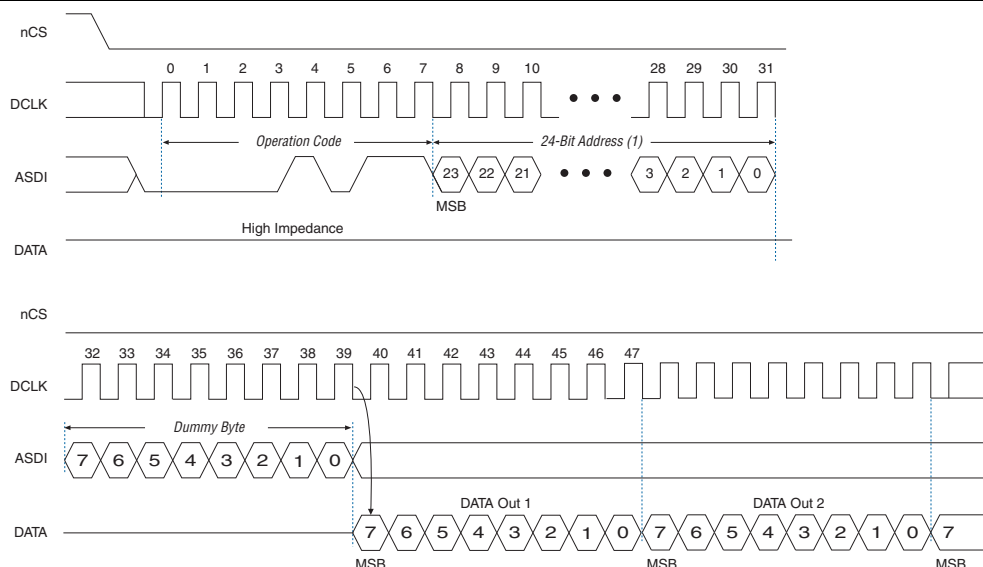 nCS
0 1 2 3 4 5 6 7 8 9 10 28 29 30 31
DCLK
Operation Code 24-Bit Address (1)
ASDI 23 22 21 3 2 1 0
MSB
High Impedance
DATA
nCS
32 33 34 35 36 37 38 39 40 41 42 43 44 45 46 47
DCLK
Dummy Byte
ASDI 7 6 5 4 3 2 1 0
DATA Out 1 DATA Out 2
DATA 7 6 5 4 3 2 1 0 7 6 5 4 3 2 1 0 7
MSB MSB MSB